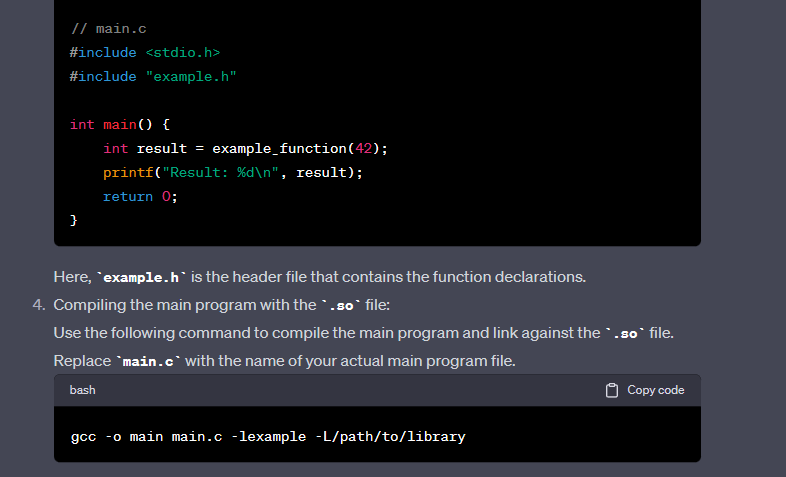 // main.c
#include <stdio.h>
#include "example.h"
int main() {
    int result = example_function(42);
    printf("Result: %d\n", result);
    return 0;
}
Here, `example.h` is the header file that contains the function declarations.
4. Compiling the main program with the `.so` file:
Use the following command to compile the main program and link against the `.so` file.
Replace `main.c` with the name of your actual main program file.
bash Copy code
gcc -o main main.c -lexample -L/path/to/library